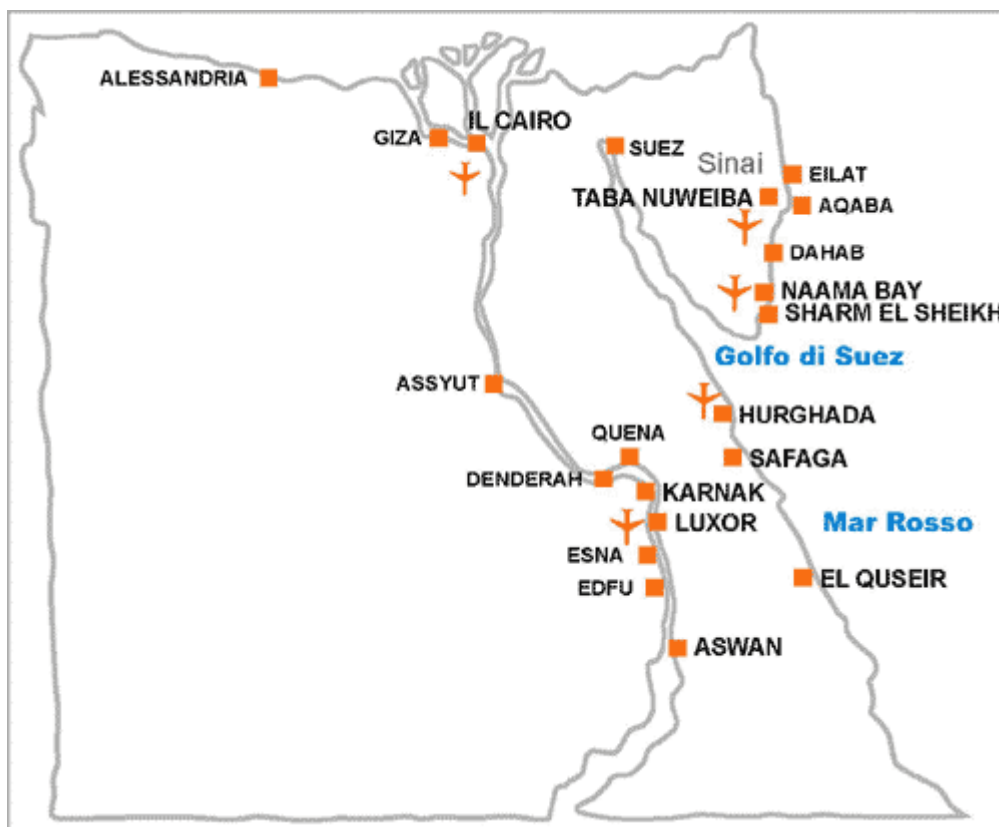 ALESSANDRIA
IL CAIRO
GIZA
SUEZ
Sinai
EILAT
TABA NUWEIBA
AQABA
DAHAB
NAAMA BAY
SHARM EL SHEIKH
Golfo di Suez
ASSYUT
HURGHADA
QUENA
SAFAGA
DENDERAH
KARNAK
LUXOR
Mar Rosso
ESNA
EL QUSEIR
EDFU
ASWAN